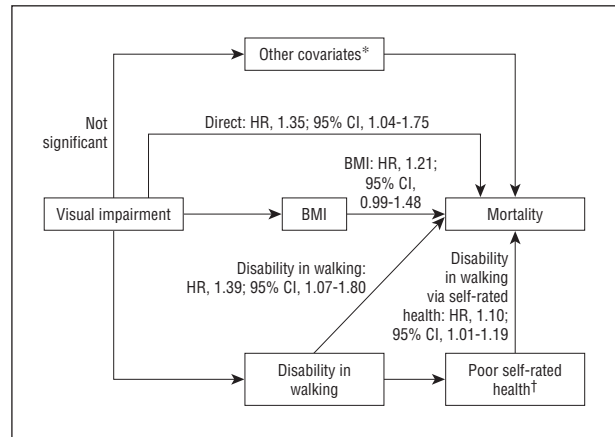 Other covariates*
Not
significant
Direct: HR, 1.35; 95% CI, 1.04-1.75
BMI: HR, 1.21;
95% CI,
0.99-1.48
Visual impairment
BMI
Mortality
Disability in walking:
HR, 1.39; 95% CI, 1.07-1.80
Disability
in walking
via self-rated
health: HR, 1.10;
95% CI, 1.01-1.19
Disability in
walking
Poor self-rated
health†